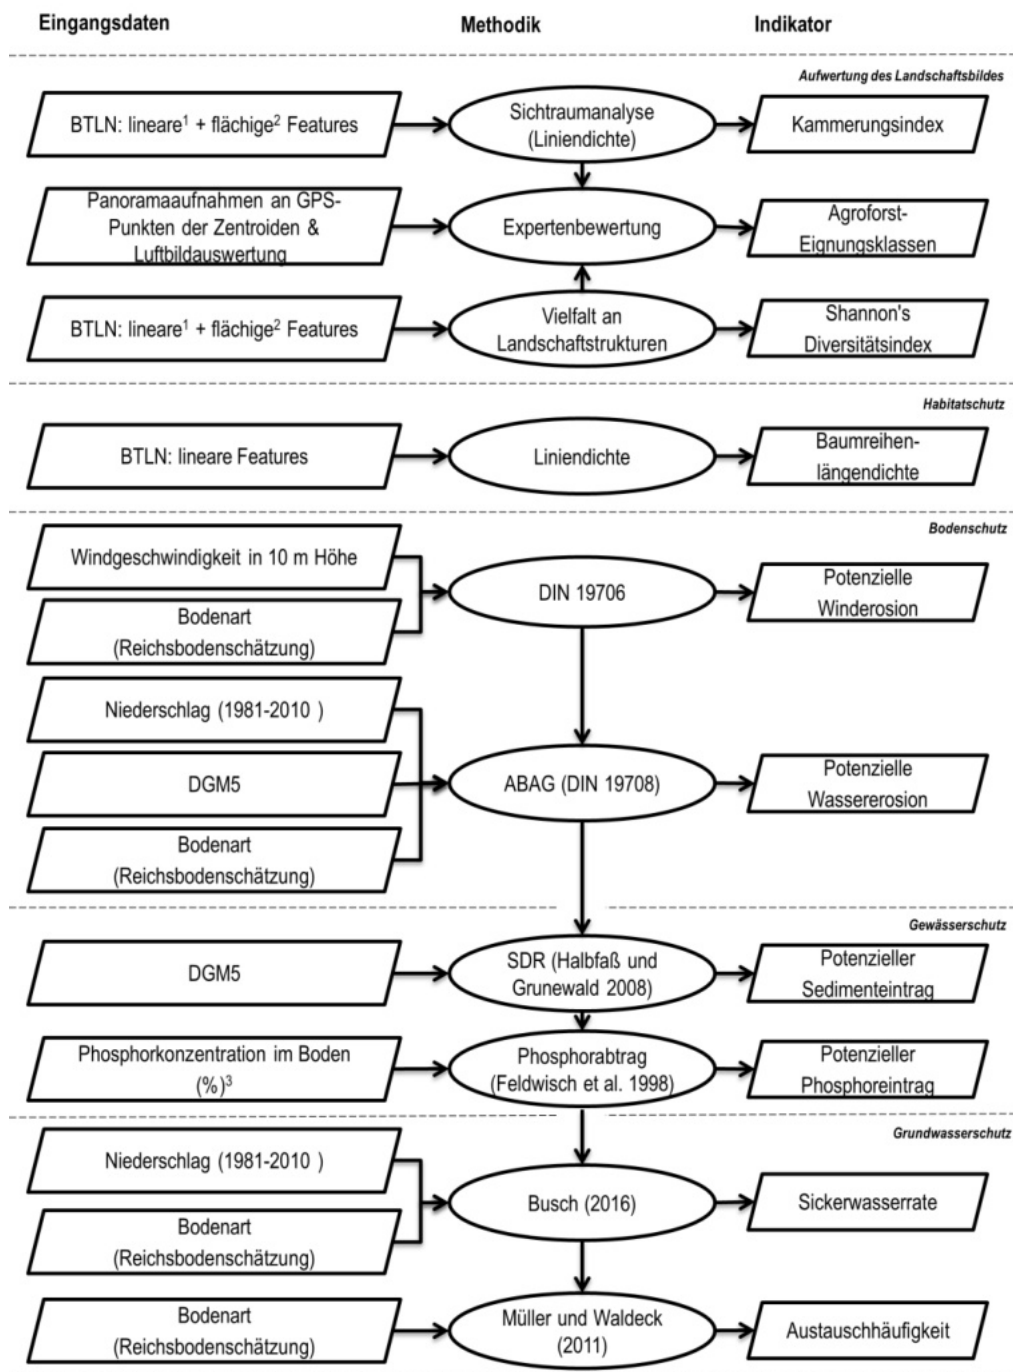 Eingangsdaten
Methodik
Indikator
Aufwertung des Landschaftsbildes
BTLN: lineare¹ + flächige² Features
Sichtraumanalyse
(Liniendichte)
Kammerungsindex
Panoramaaufnahmen an GPS-
Punkten der Zentroiden &
Luftbildauswertung
Expertenbewertung
Agroforst-
Eignungsklassen
BTLN: lineare¹ + flächige² Features
Vielfalt an
Landschaftstrukturen
Shannon's
Diversitätsindex
Habitatschutz
BTLN: lineare Features
Liniendichte
Baumreihen-
längendichte
Bodenschutz
Windgeschwindigkeit in 10 m Höhe
Bodenart
(Reichsbodenschätzung)
DIN 19706
Potenzielle
Winderosion
Niederschlag (1981-2010 )
DGM5
Bodenart
(Reichsbodenschätzung)
ABAG (DIN 19708)
Potenzielle
Wassererosion
Gewässerschutz
DGM5
SDR (Halbfaß und
Grunewald 2008)
Potenzieller
Sedimenteintrag
Phosphorkonzentration im Boden
(%)³
Phosphorabtrag
(Feldwisch et al. 1998)
Potenzieller
Phosphoreintrag
Grundwasserschutz
Niederschlag (1981-2010 )
Bodenart
(Reichsbodenschätzung)
Busch (2016)
Sickerwasserrate
Bodenart
(Reichsbodenschätzung)
Müller und Waldeck
(2011)
Austauschhäufigkeit